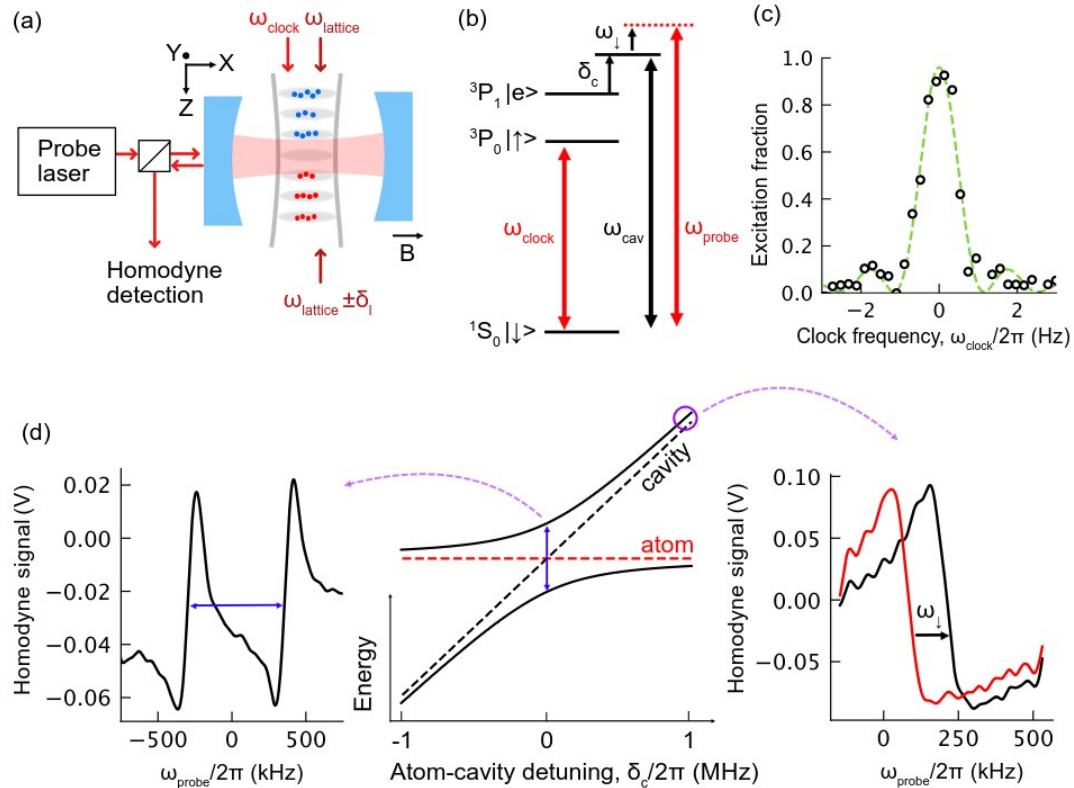 (a)
ω_clock ω_lattice
Y X
Z
Probe
laser
Homodyne
detection
B
ω_lattice ±δ_l
(b)
ω_↓
δ_c
³P₁ |e>
³P₀ |↑>
ω_clock
ω_cav
ω_probe
¹S₀ |↓>
(c)
Excitation fraction
1.0
0.8
0.6
0.4
0.2
0.0
−2 0 2
Clock frequency, ω_clock/2π (Hz)
(d)
Homodyne signal (V)
0.02
0.00
−0.02
−0.04
−0.06
−500 0 500
ω_probe/2π (kHz)
cavity
atom
Energy
-1 0 1
Atom-cavity detuning, δ_c/2π (MHz)
Homodyne signal (V)
0.10
0.05
0.00
−0.05
ω_↓
0 250 500
ω_probe/2π (kHz)